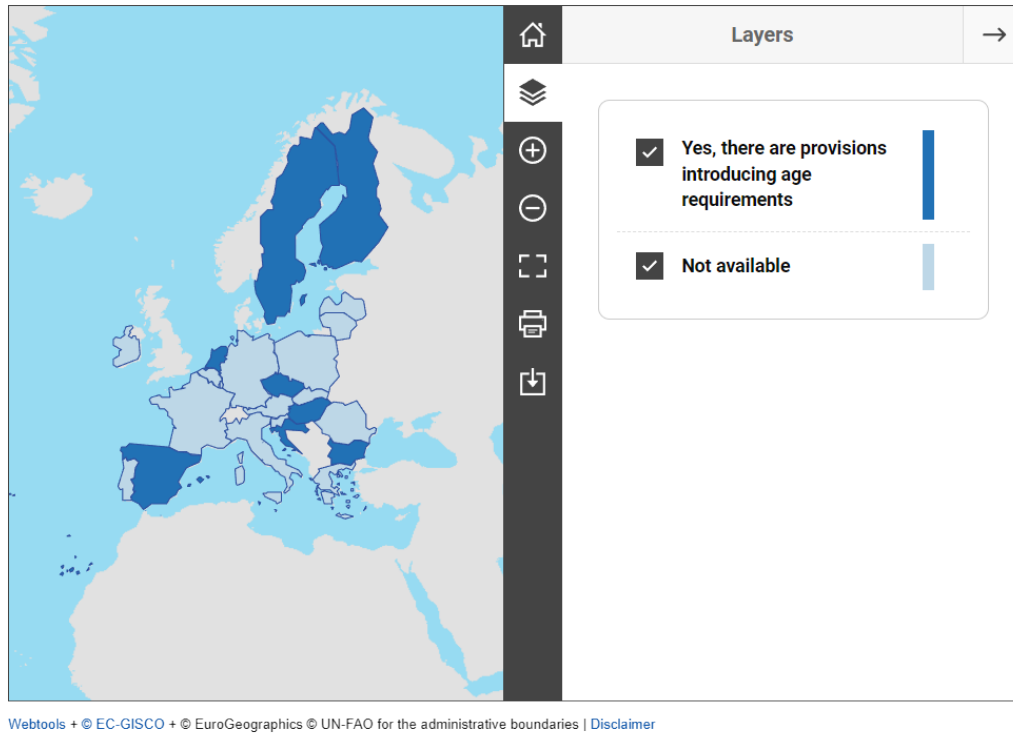 Layers
Yes, there are provisions
introducing age
requirements
Not available
Webtools + © EC-GISCO + © EuroGeographics © UN-FAO for the administrative boundaries | Disclaimer